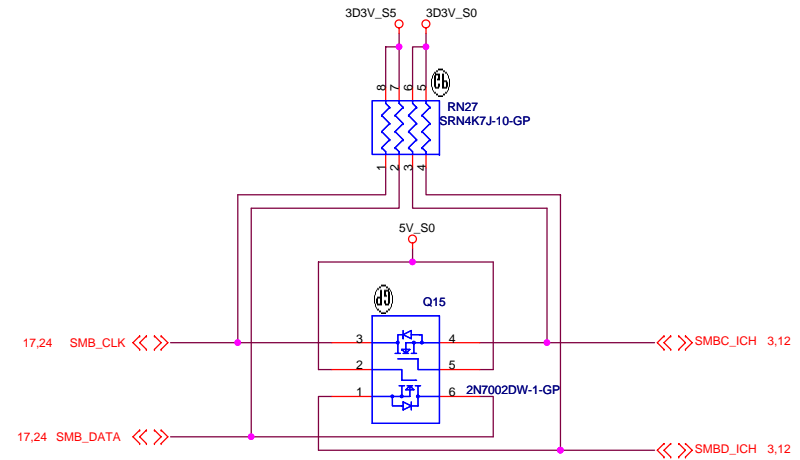 3D3V_S5 3D3V_S0
8 7 6 5
RN27
SRN4K7J-10-GP
1 2 3 4
5V_S0
Q15
17,24 SMB_CLK 3 4 SMBC_ICH 3,12
2 5
1 6 2N7002DW-1-GP
17,24 SMB_DATA
SMBD_ICH 3,12